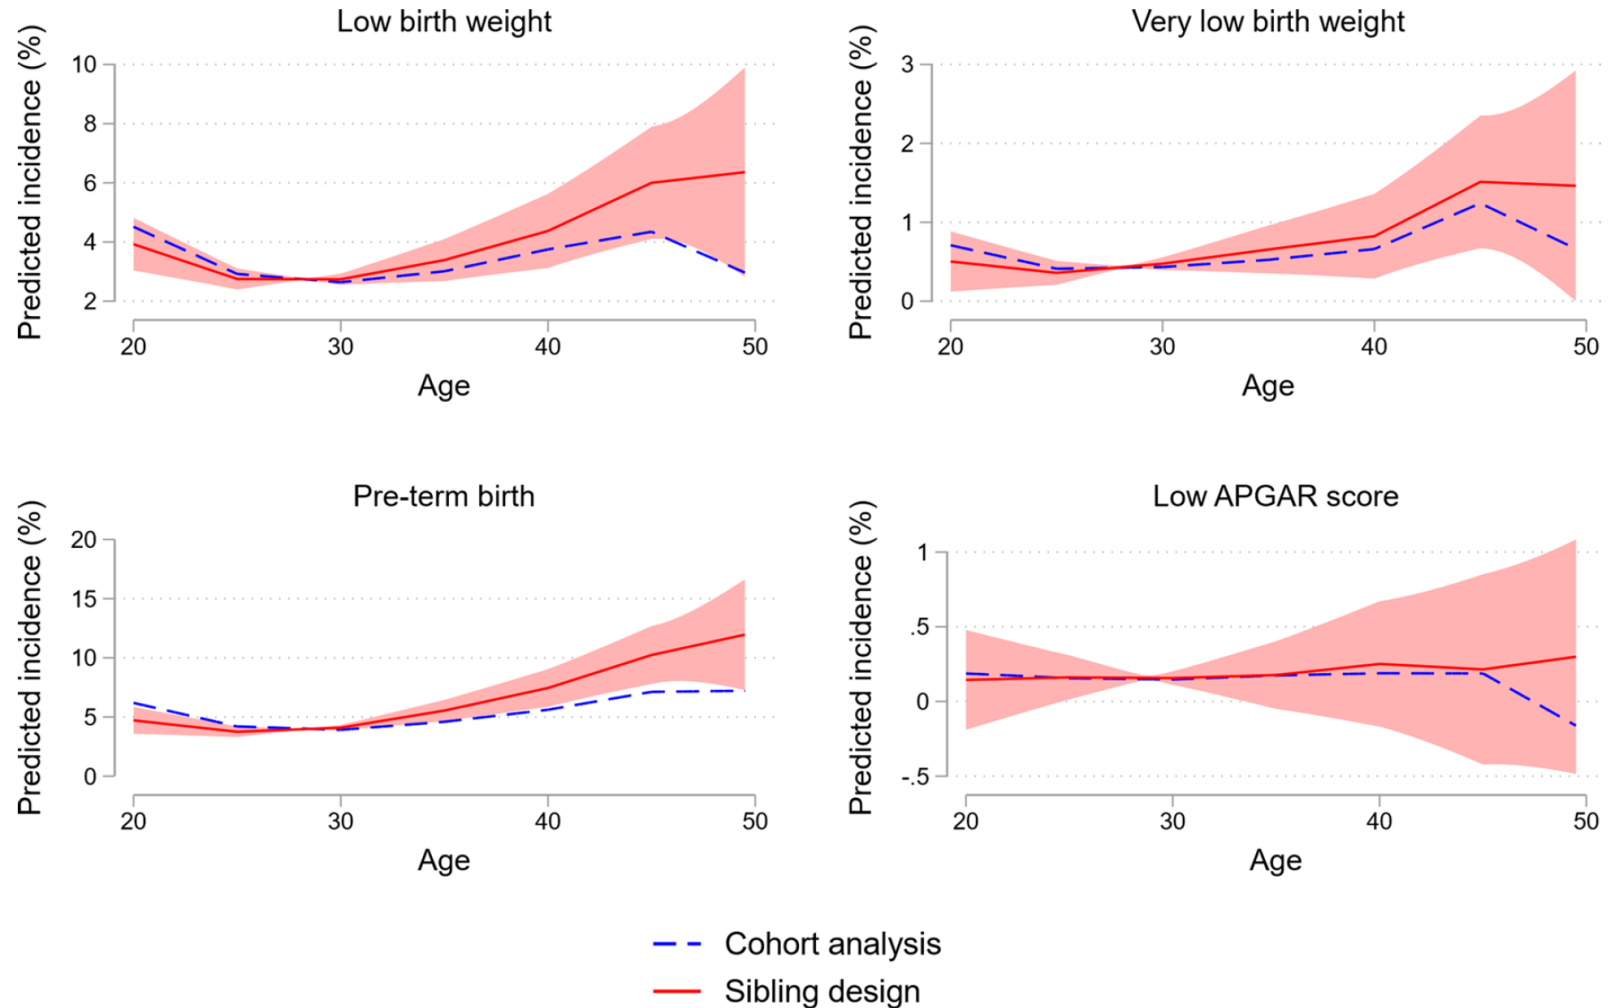 Low birth weight
Predicted incidence (%)
10
8
6
4
2
20 30 40 50
Age
Very low birth weight
Predicted incidence (%)
3
2
1
0
20 30 40 50
Age
Pre-term birth
Predicted incidence (%)
20
15
10
5
0
20 30 40 50
Age
Low APGAR score
Predicted incidence (%)
1
.5
0
-.5
20 30 40 50
Age
Cohort analysis
Sibling design